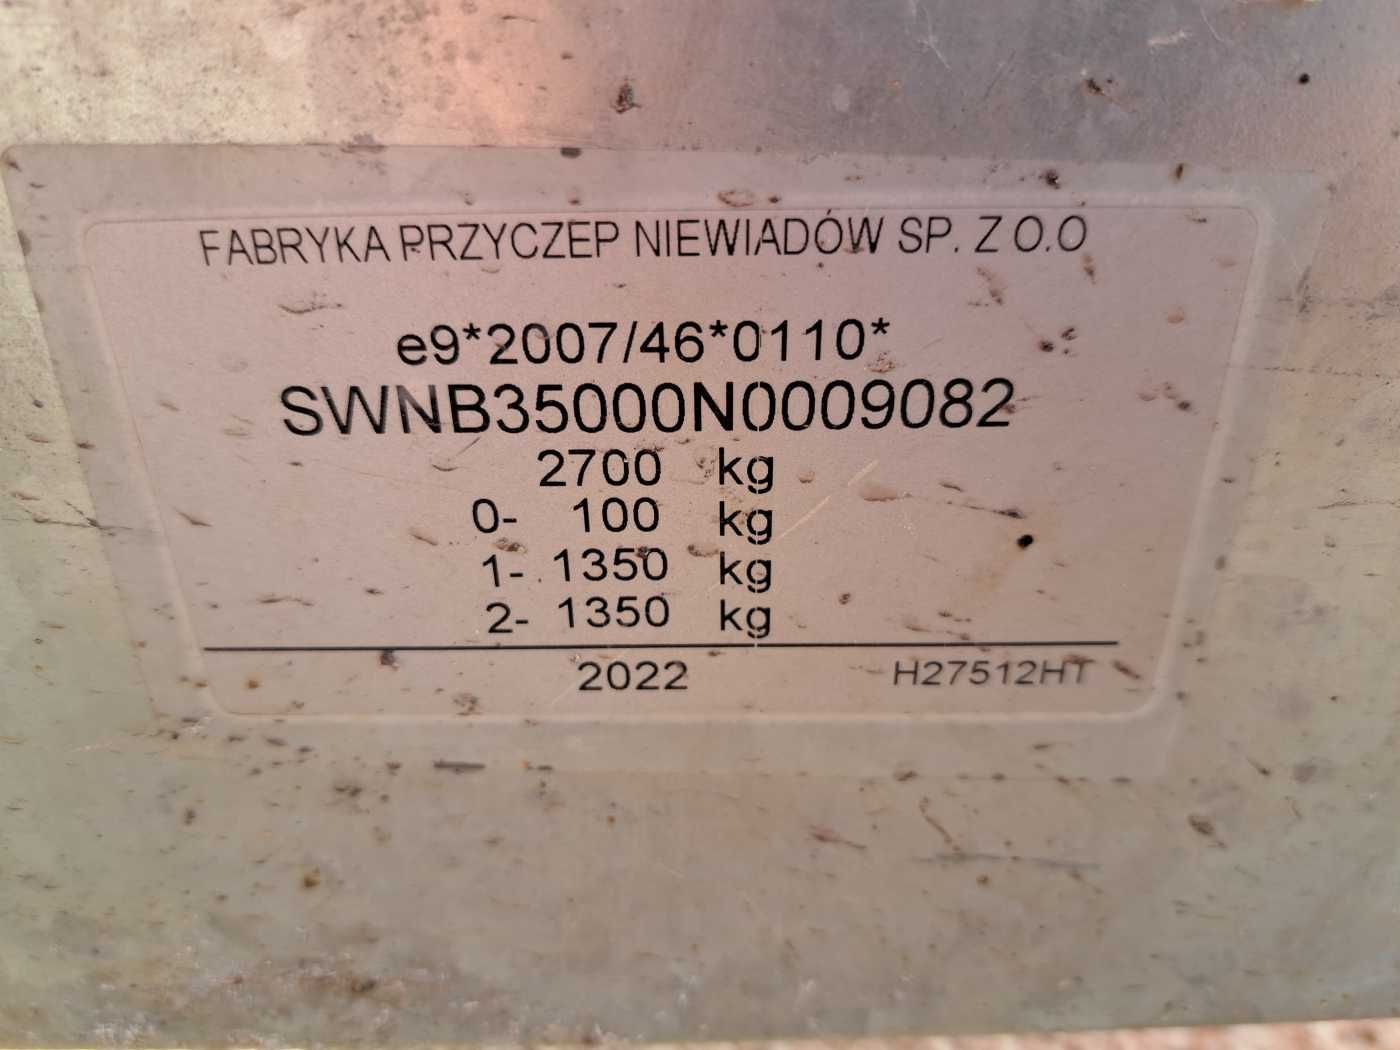 FABRYKA PRZYCZEP NIEWIADÓW SP. Z O.O
e9*2007/46*0110*
SWNB35000N0009082
2700 kg
0- 100 kg
1- 1350 kg
2- 1350 kg
2022 H27512HT